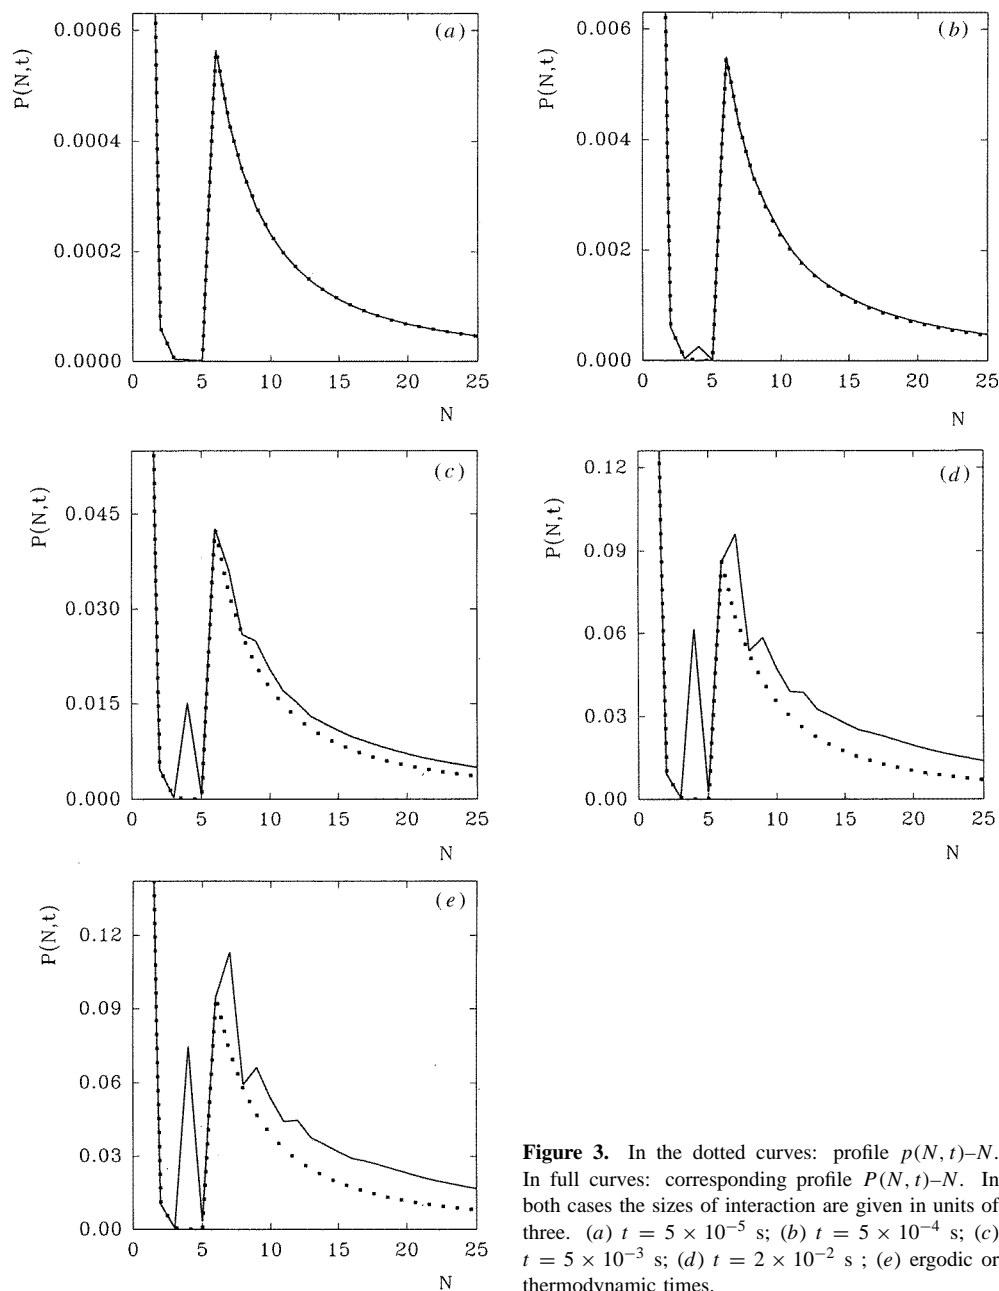 (a)
P(N,t)
0.0006
0.0004
0.0002
0.0000
0 5 10 15 20 25
N
(b)
P(N,t)
0.006
0.004
0.002
0.000
0 5 10 15 20 25
N
(c)
P(N,t)
0.045
0.030
0.015
0.000
0 5 10 15 20 25
N
(d)
P(N,t)
0.12
0.09
0.06
0.03
0.00
0 5 10 15 20 25
N
(e)
P(N,t)
0.12
0.09
0.06
0.03
0.00
0 5 10 15 20 25
N
Figure 3. In the dotted curves: profile p(N, t)–N.
In full curves: corresponding profile P(N, t)–N. In
both cases the sizes of interaction are given in units of
three. (a) t = 5 × 10⁻⁵ s; (b) t = 5 × 10⁻⁴ s; (c)
t = 5 × 10⁻³ s; (d) t = 2 × 10⁻² s ; (e) ergodic or
thermodynamic times.